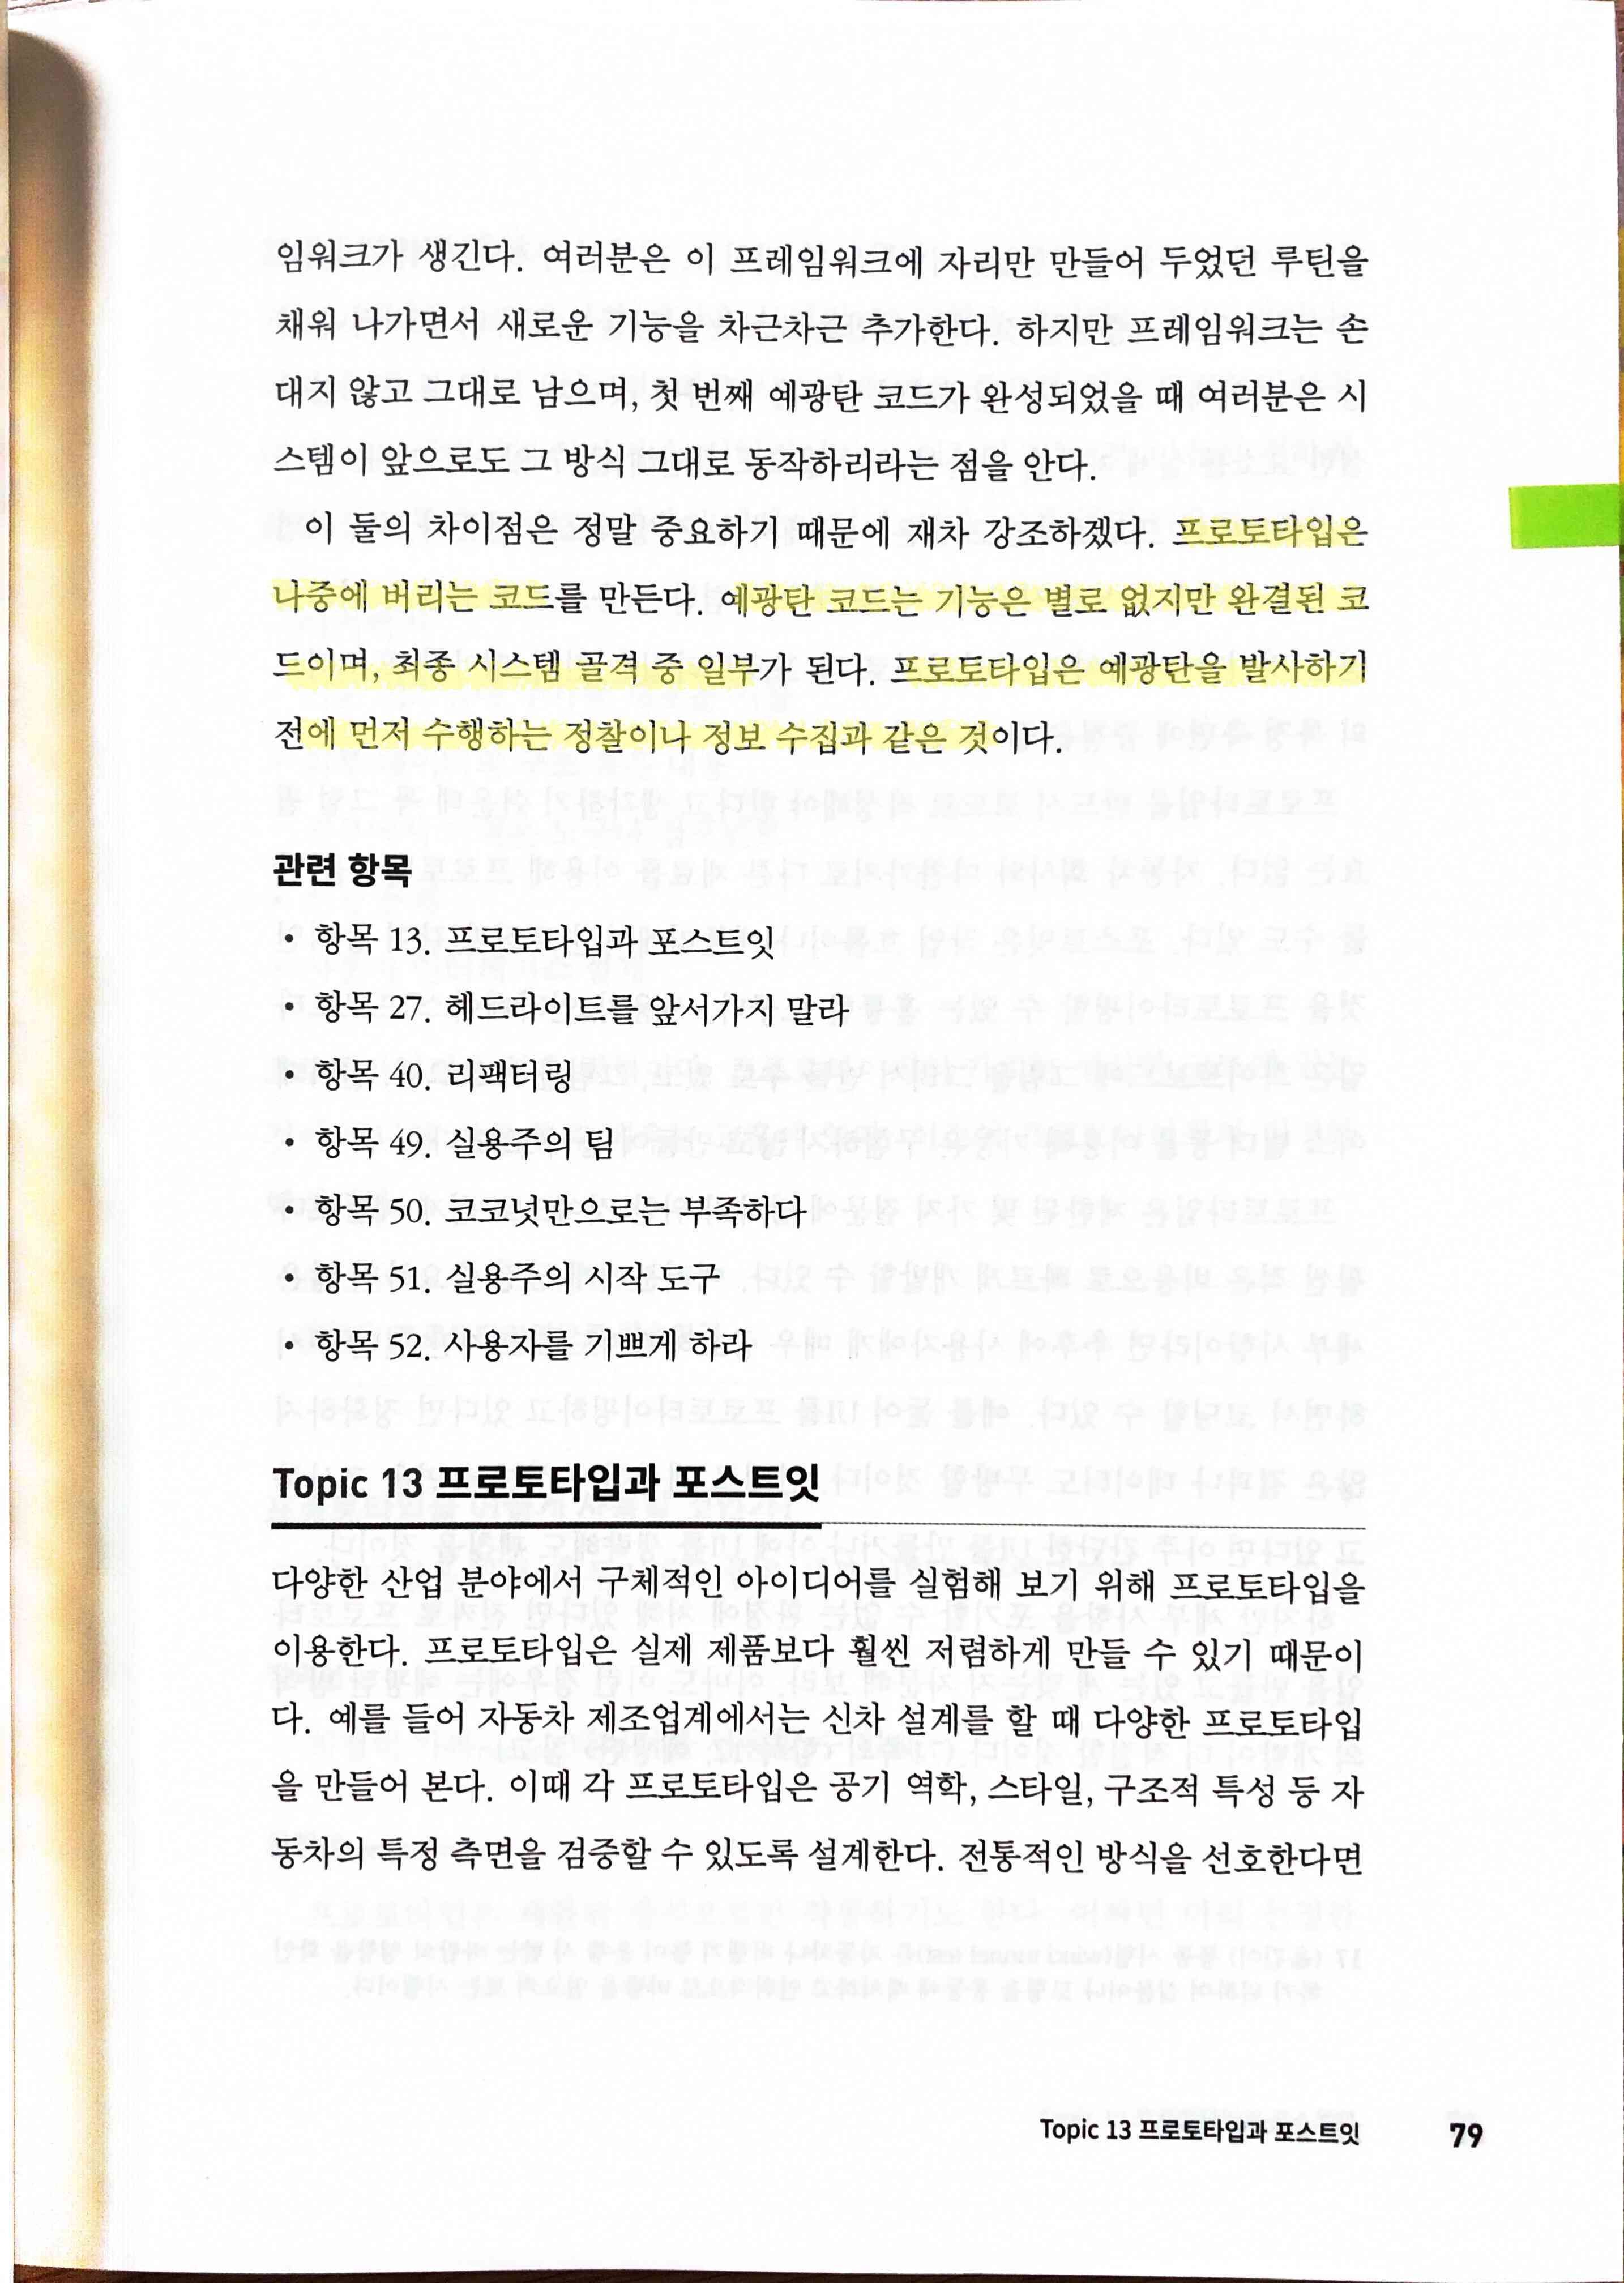 임워크가 생긴다. 여러분은 이 프레임워크에 자리만 만들어 두었던 루틴을
채워 나가면서 새로운 기능을 차근차근 추가한다. 하지만 프레임워크는 손
대지 않고 그대로 남으며, 첫 번째 예광탄 코드가 완성되었을 때 여러분은 시
스템이 앞으로도 그 방식 그대로 동작하리라는 점을 안다.
이 둘의 차이점은 정말 중요하기 때문에 재차 강조하겠다. 프로토타입은
나중에 버리는 코드를 만든다. 예광탄 코드는 기능은 별로 없지만 완결된 코
드이며, 최종 시스템 골격 중 일부가 된다. 프로토타입은 예광탄을 발사하기
전에 먼저 수행하는 정찰이나 정보 수집과 같은 것이다.
관련 항목
• 항목 13. 프로토타입과 포스트잇
• 항목 27. 헤드라이트를 앞서가지 말라
• 항목 40. 리팩터링
• 항목 49. 실용주의 팀
• 항목 50. 코코넛만으로는 부족하다
• 항목 51. 실용주의 시작 도구
• 항목 52. 사용자를 기쁘게 하라
Topic 13 프로토타입과 포스트잇
다양한 산업 분야에서 구체적인 아이디어를 실험해 보기 위해 프로토타입을
이용한다. 프로토타입은 실제 제품보다 훨씬 저렴하게 만들 수 있기 때문이
다. 예를 들어 자동차 제조업계에서는 신차 설계를 할 때 다양한 프로토타입
을 만들어 본다. 이때 각 프로토타입은 공기 역학, 스타일, 구조적 특성 등 자
동차의 특정 측면을 검증할 수 있도록 설계한다. 전통적인 방식을 선호한다면
Topic 13 프로토타입과 포스트잇 79